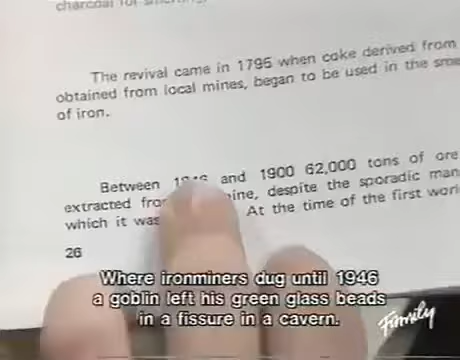 charcoal for
The revival came in 1795 when coke derived from
obtained from local mines, began to be used in the
of iron.
Between and 1900 62,000 tons of ore
extracted despite the sporadic
which it was At the time of the first
26
Where ironminers dug until 1946
a goblin left his green glass beads
in a fissure in a cavern.
Family